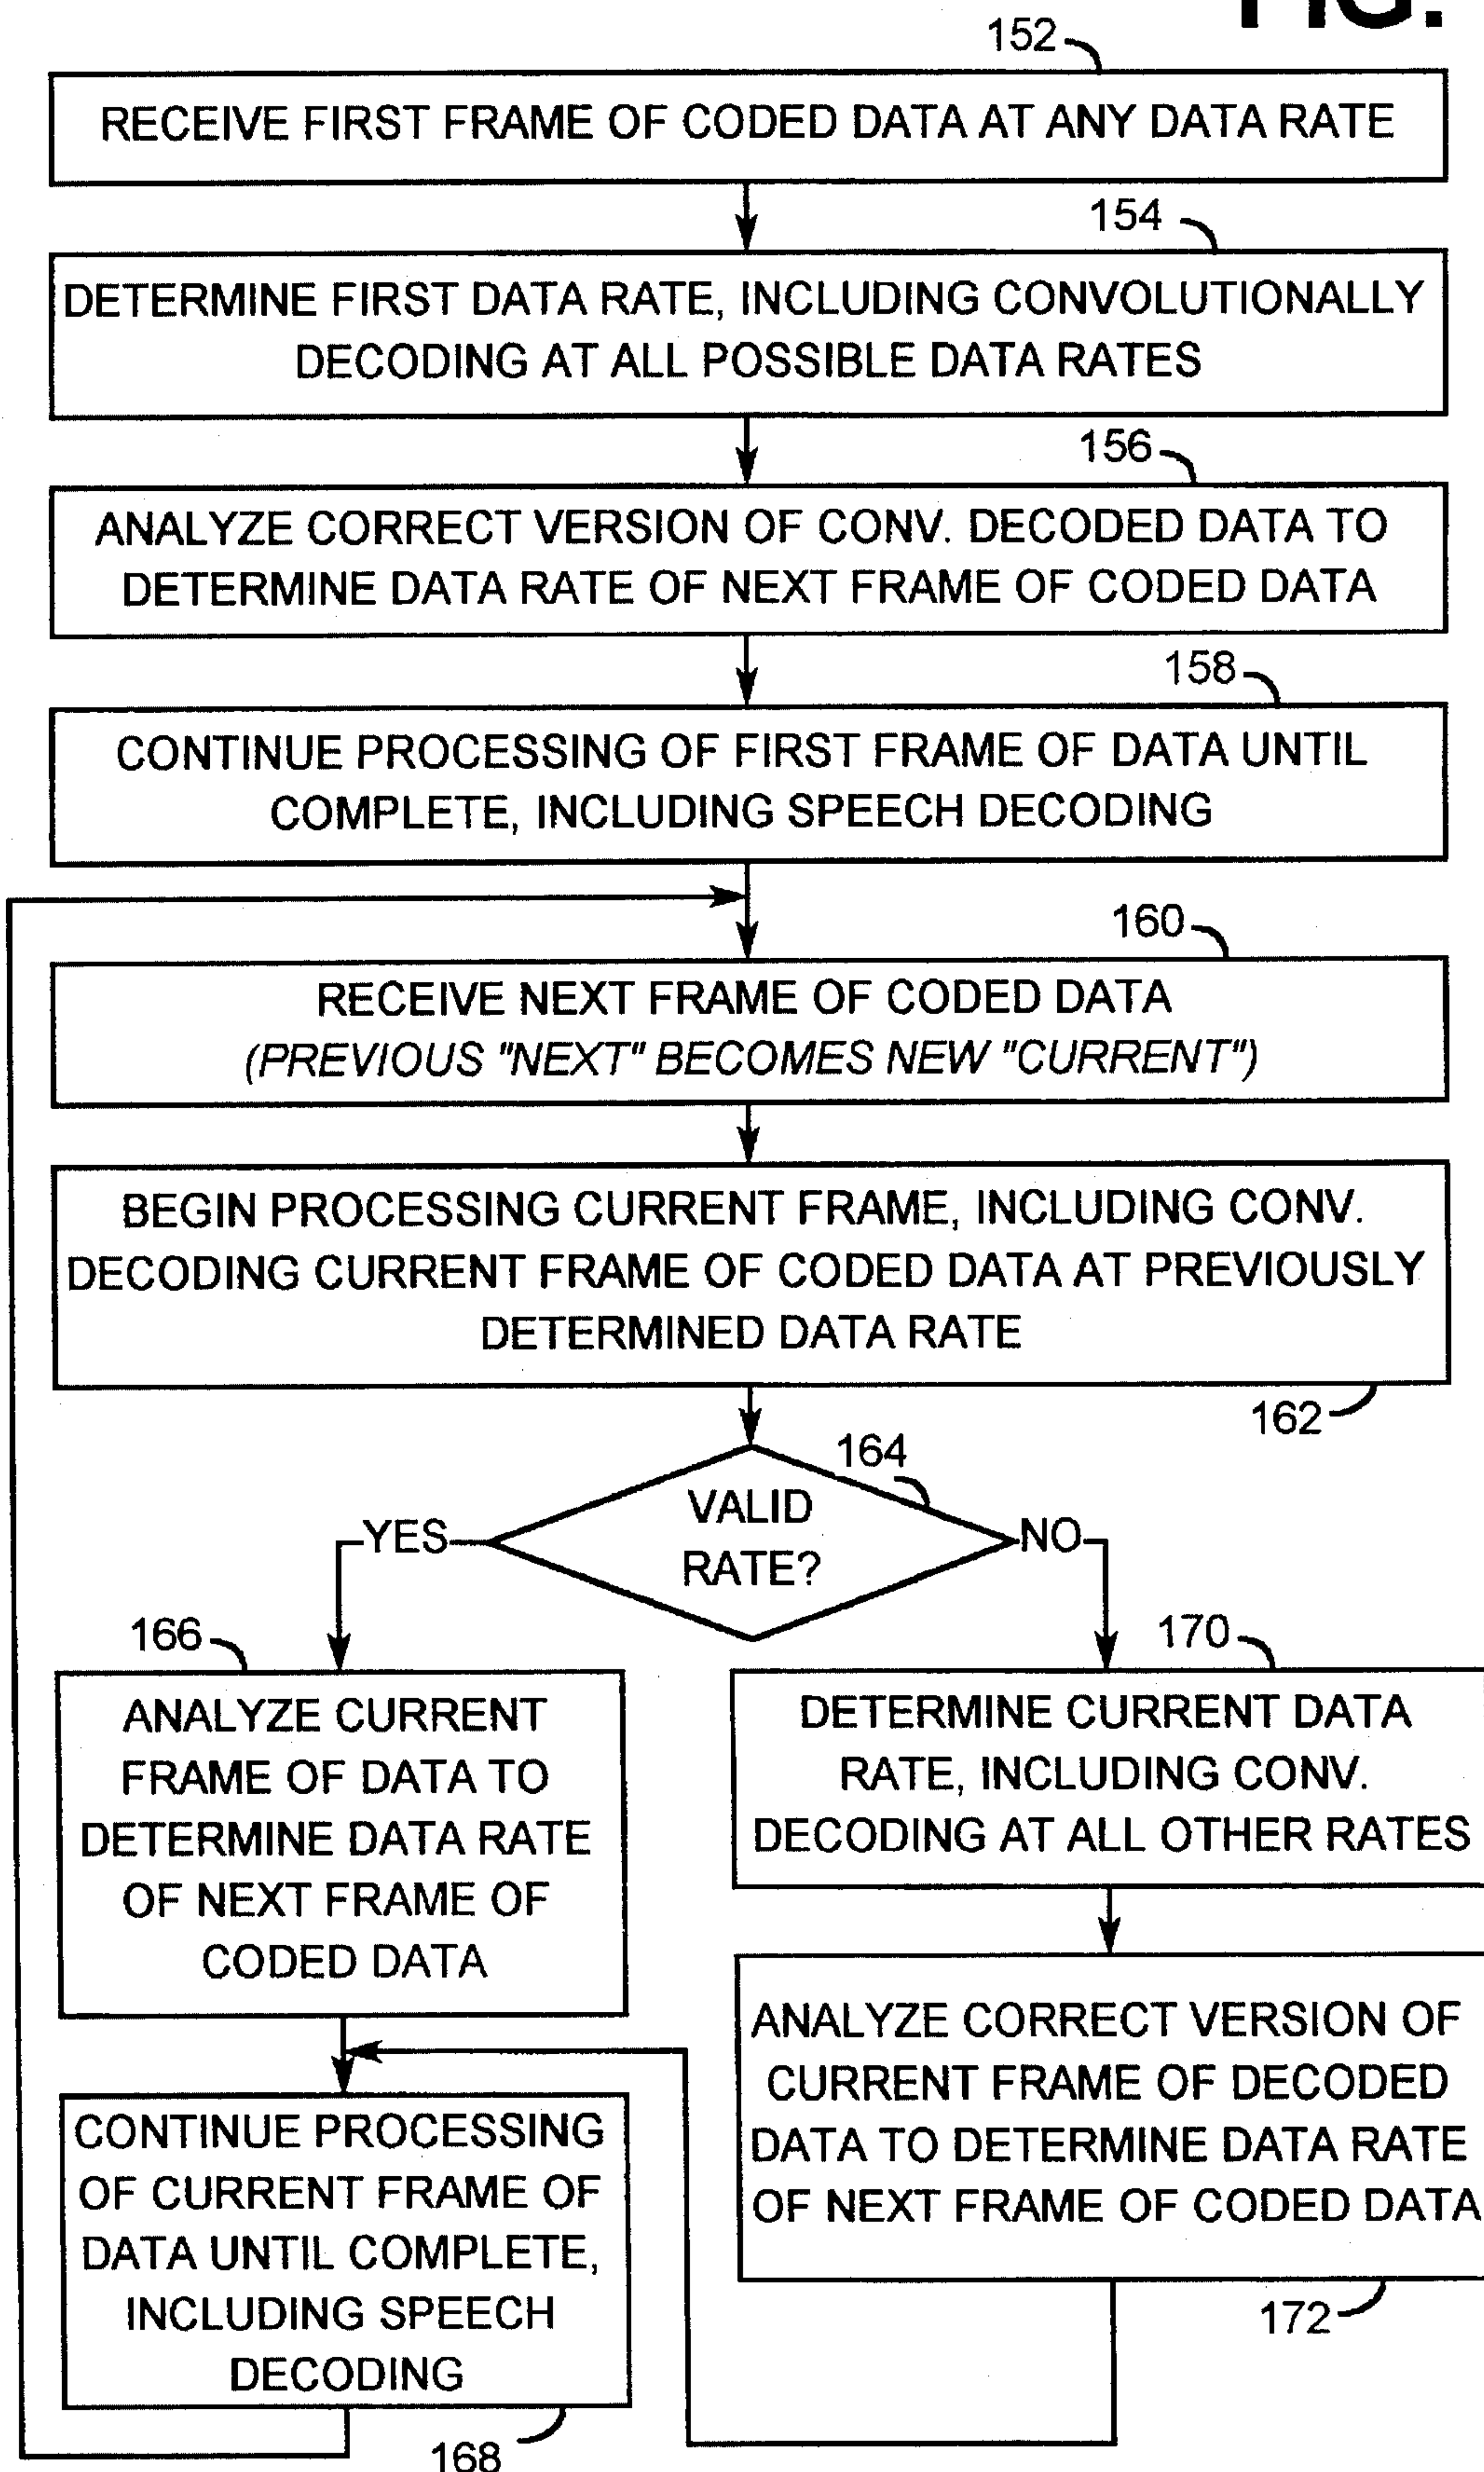 FIG.
152
RECEIVE FIRST FRAME OF CODED DATA AT ANY DATA RATE
154
DETERMINE FIRST DATA RATE, INCLUDING CONVOLUTIONALLY
DECODING AT ALL POSSIBLE DATA RATES
156
ANALYZE CORRECT VERSION OF CONV. DECODED DATA TO
DETERMINE DATA RATE OF NEXT FRAME OF CODED DATA
158
CONTINUE PROCESSING OF FIRST FRAME OF DATA UNTIL
COMPLETE, INCLUDING SPEECH DECODING
160
RECEIVE NEXT FRAME OF CODED DATA
(PREVIOUS "NEXT" BECOMES NEW "CURRENT")
BEGIN PROCESSING CURRENT FRAME, INCLUDING CONV.
DECODING CURRENT FRAME OF CODED DATA AT PREVIOUSLY
DETERMINED DATA RATE
162
164
VALID
RATE?
YES
NO
166
ANALYZE CURRENT
FRAME OF DATA TO
DETERMINE DATA RATE
OF NEXT FRAME OF
CODED DATA
CONTINUE PROCESSING
OF CURRENT FRAME OF
DATA UNTIL COMPLETE,
INCLUDING SPEECH
DECODING
168
170
DETERMINE CURRENT DATA
RATE, INCLUDING CONV.
DECODING AT ALL OTHER RATES
ANALYZE CORRECT VERSION OF
CURRENT FRAME OF DECODED
DATA TO DETERMINE DATA RATE
OF NEXT FRAME OF CODED DATA
172